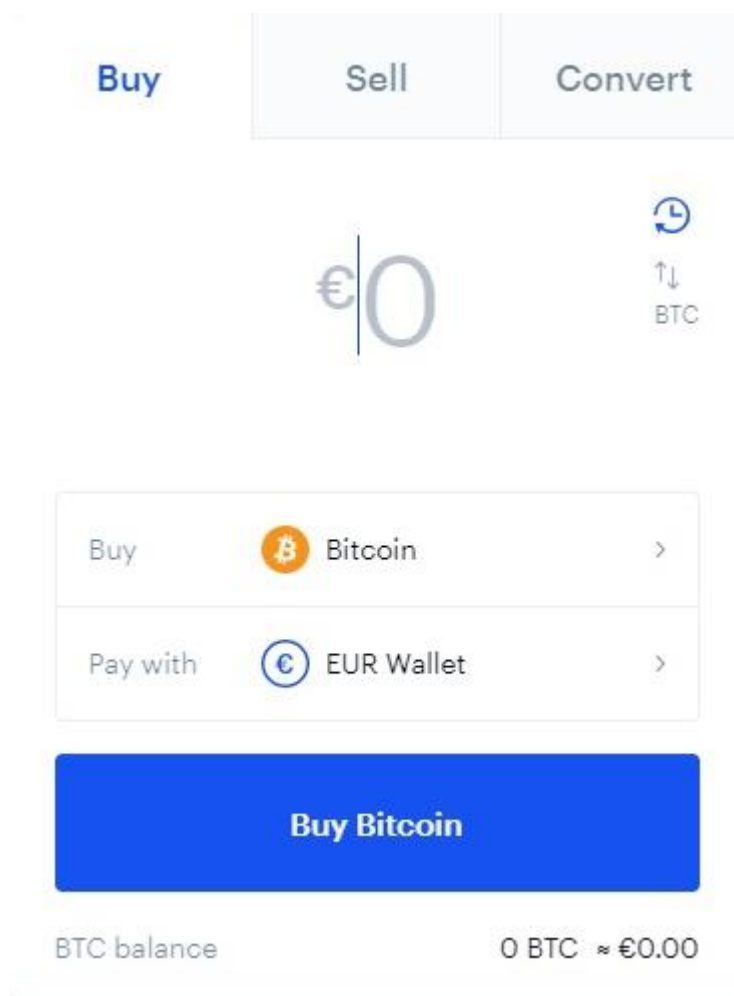 Buy Sell Convert
€0
↑↓
BTC
Buy Bitcoin >
Pay with € EUR Wallet >
Buy Bitcoin
BTC balance 0 BTC ≈ €0.00